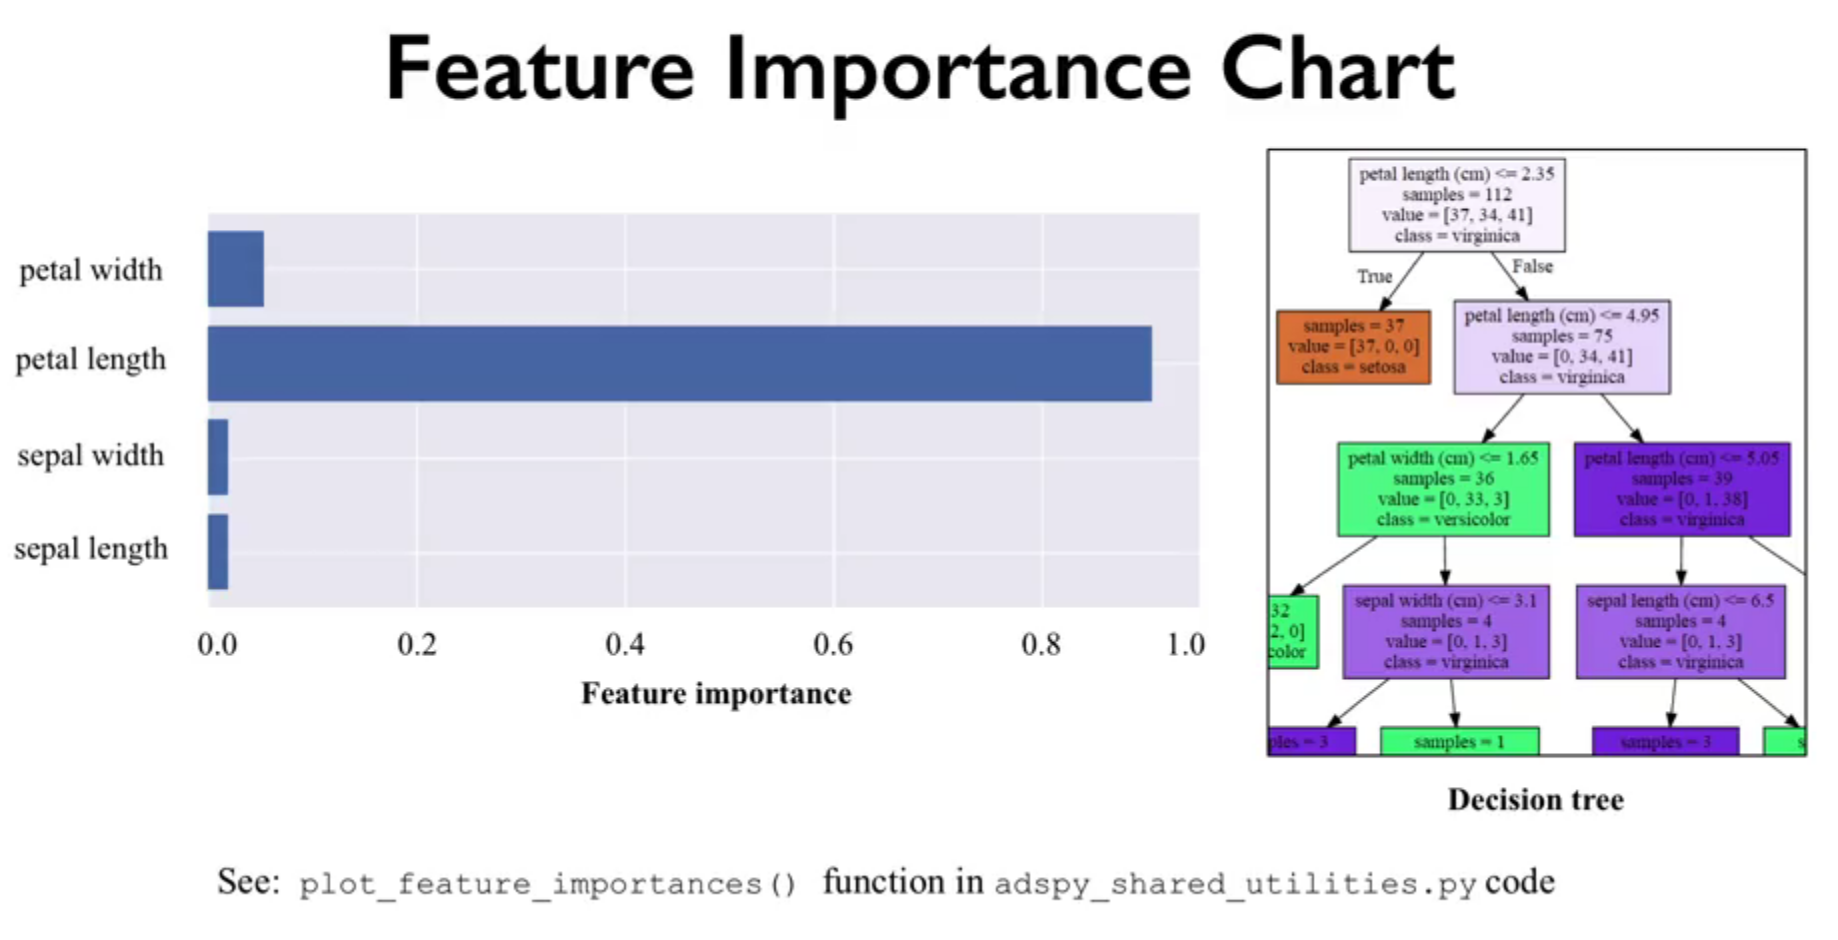 Feature Importance Chart
petal width
petal length
sepal width
sepal length
0.0 0.2 0.4 0.6 0.8 1.0
Feature importance
petal length (cm) <= 2.35
samples = 112
value = [37, 34, 41]
class = virginica
True
False
samples = 37
value = [37, 0, 0]
class = setosa
petal length (cm) <= 4.95
samples = 75
value = [0, 34, 41]
class = virginica
petal width (cm) <= 1.65
samples = 36
value = [0, 33, 3]
class = versicolor
petal length (cm) <= 5.05
samples = 39
value = [0, 1, 38]
class = virginica
32
2, 0]
color
sepal width (cm) <= 3.1
samples = 4
value = [0, 1, 3]
class = virginica
sepal length (cm) <= 6.5
samples = 4
value = [0, 1, 3]
class = virginica
ples = 3
samples = 1
samples = 3
s
Decision tree
See: plot_feature_importances() function in adspy_shared_utilities.py code